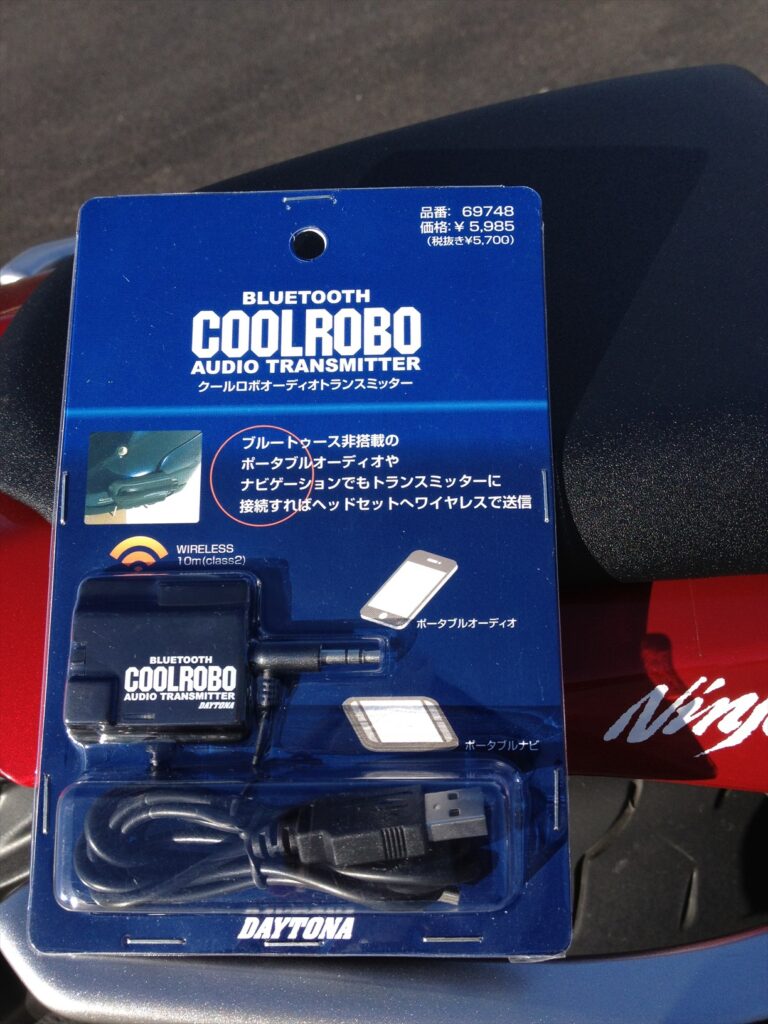 品番: 69748
価格:¥ 5,985
(税抜き¥5,700)
BLUETOOTH
COOLROBO
AUDIO TRANSMITTER
クールロボオーディオトランスミッター
ブルートゥース非搭載の
ポータブルオーディオや
ナビゲーションでもトランスミッターに
接続すればヘッドセットへワイヤレスで送信
WIRELESS
10m(class2)
ポータブルオーディオ
BLUETOOTH
COOLROBO
AUDIO TRANSMITTER
DAYTONA
ポータブルナビ
DAYTONA